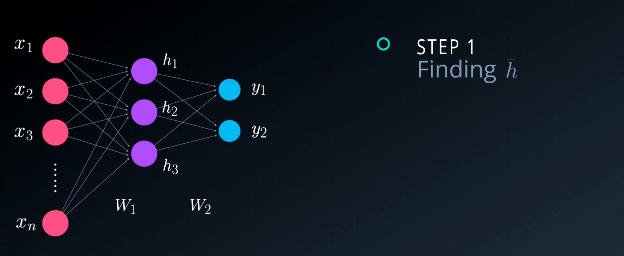 x₁
x₂
x₃
xₙ
h₁
h₂
h₃
y₁
y₂
W₁
W₂
STEP 1
Finding h̄